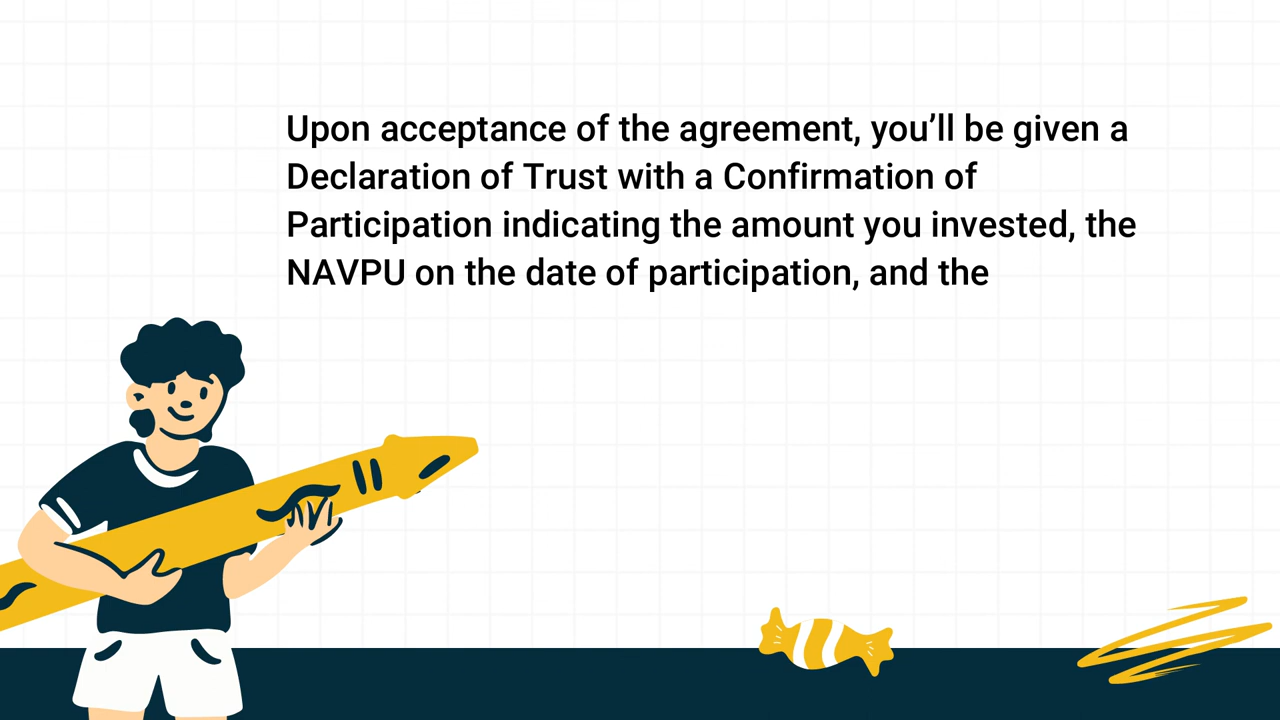 Upon acceptance of the agreement, you’ll be given a
Declaration of Trust with a Confirmation of
Participation indicating the amount you invested, the
NAVPU on the date of participation, and the